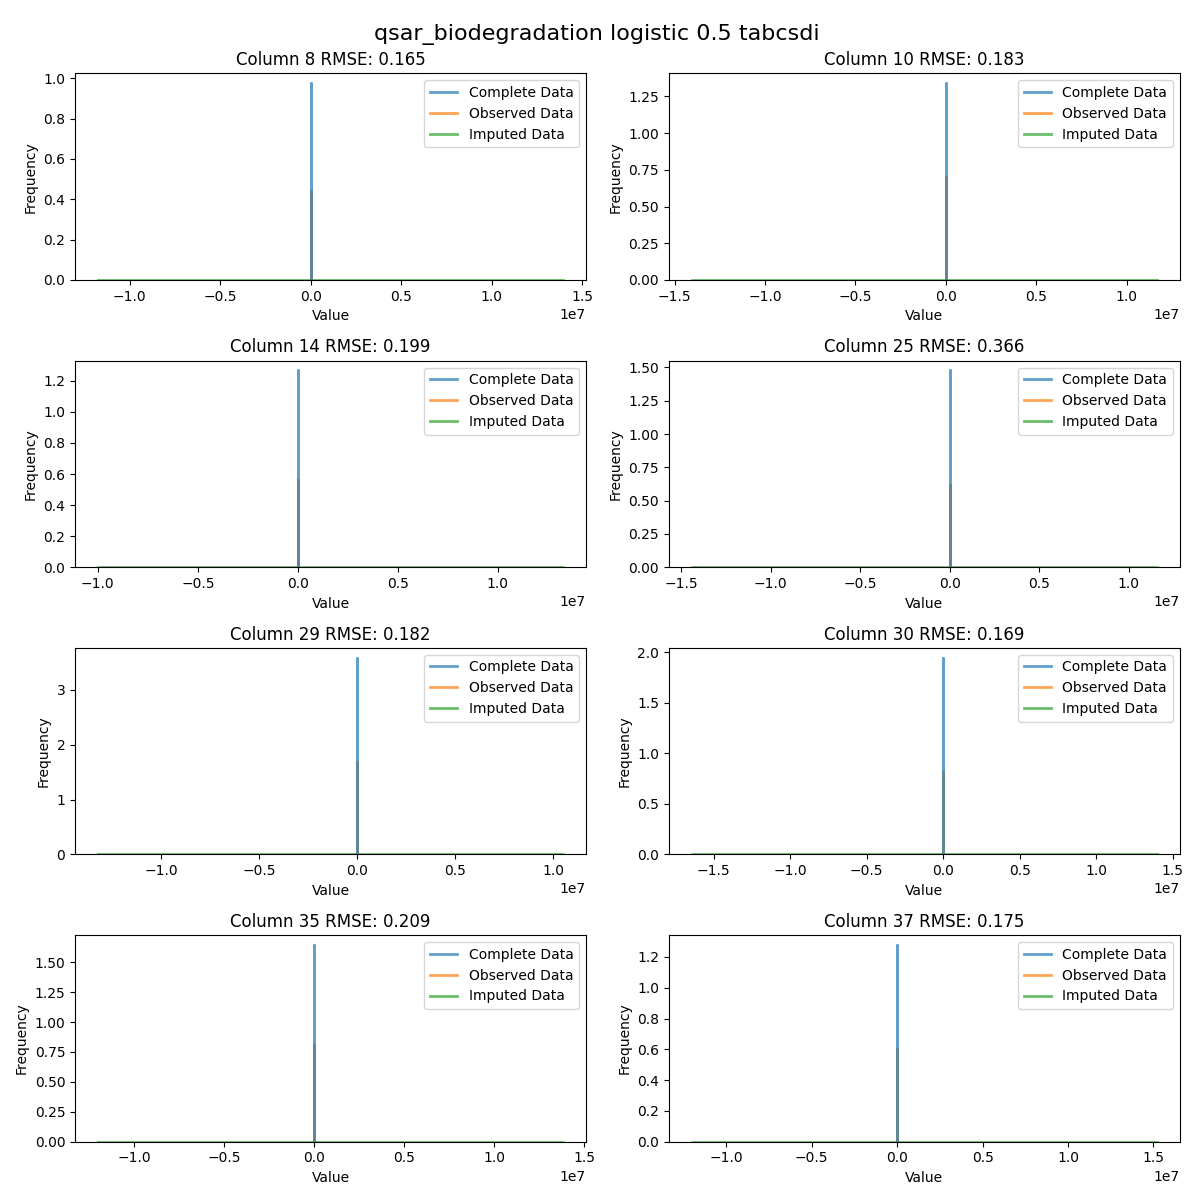 qsar_biodegradation logistic 0.5 tabcsdi
Column 8 RMSE: 0.165
Frequency
1.0
0.8
0.6
0.4
0.2
0.0
Complete Data
Observed Data
Imputed Data
−1.0 −0.5 0.0 0.5 1.0 1.5
1e7
Value
Column 10 RMSE: 0.183
Frequency
1.25
1.00
0.75
0.50
0.25
0.00
Complete Data
Observed Data
Imputed Data
−1.5 −1.0 −0.5 0.0 0.5 1.0
1e7
Value
Column 14 RMSE: 0.199
Frequency
1.2
1.0
0.8
0.6
0.4
0.2
0.0
Complete Data
Observed Data
Imputed Data
−1.0 −0.5 0.0 0.5 1.0
1e7
Value
Column 25 RMSE: 0.366
Frequency
1.50
1.25
1.00
0.75
0.50
0.25
0.00
Complete Data
Observed Data
Imputed Data
−1.5 −1.0 −0.5 0.0 0.5 1.0
1e7
Value
Column 29 RMSE: 0.182
Frequency
3
2
1
0
Complete Data
Observed Data
Imputed Data
−1.0 −0.5 0.0 0.5 1.0
1e7
Value
Column 30 RMSE: 0.169
Frequency
2.0
1.5
1.0
0.5
0.0
Complete Data
Observed Data
Imputed Data
−1.5 −1.0 −0.5 0.0 0.5 1.0 1.5
1e7
Value
Column 35 RMSE: 0.209
Frequency
1.50
1.25
1.00
0.75
0.50
0.25
0.00
Complete Data
Observed Data
Imputed Data
−1.0 −0.5 0.0 0.5 1.0 1.5
1e7
Value
Column 37 RMSE: 0.175
Frequency
1.2
1.0
0.8
0.6
0.4
0.2
0.0
Complete Data
Observed Data
Imputed Data
−1.0 −0.5 0.0 0.5 1.0 1.5
1e7
Value